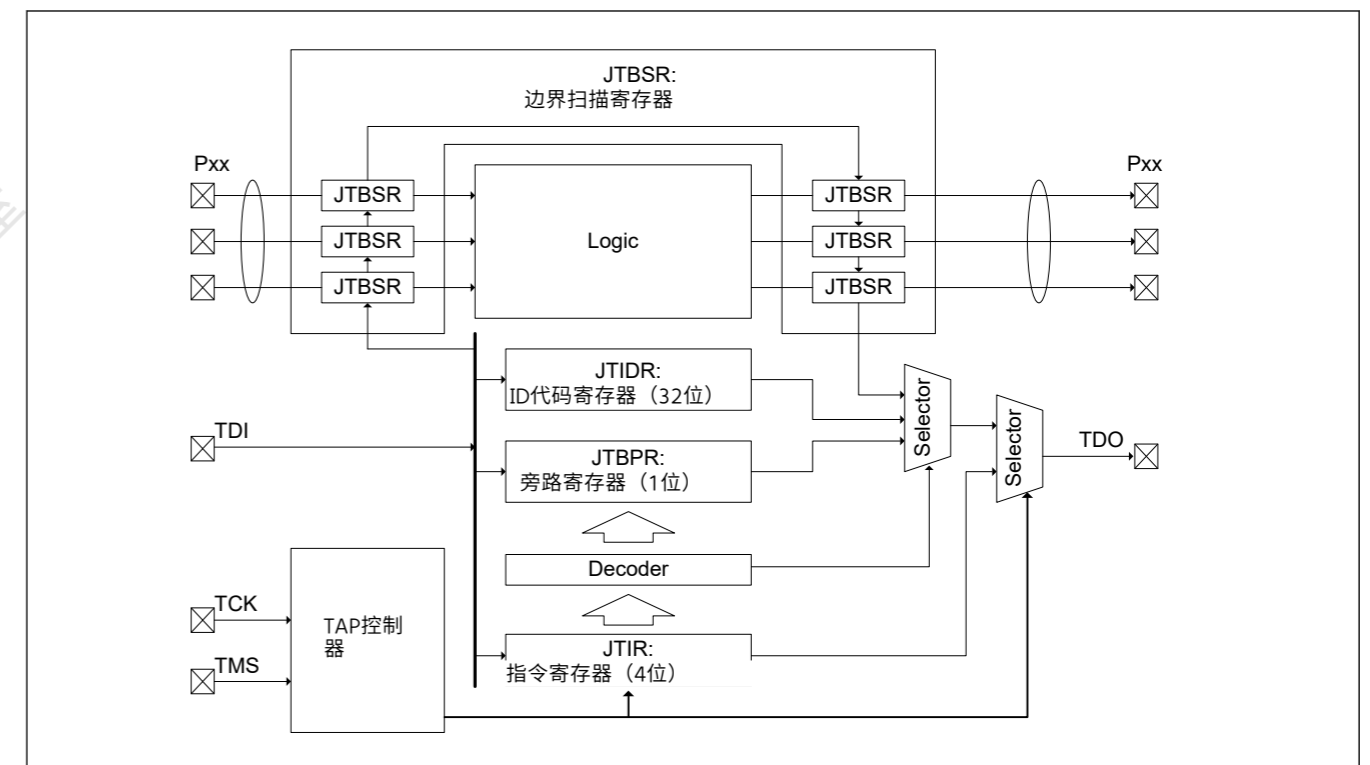 JTBSR:
边界扫描寄存器
Pxx
Pxx
JTBSR
JTBSR
JTBSR
JTBSR
Logic
JTBSR
JTBSR
JTIDR:
ID代码寄存器（32位）
TDI
JTBPR:
旁路寄存器（1位）
Selector
Selector
TDO
Decoder
TCK
TMS
TAP控制
器
JTIR:
指令寄存器（4位）